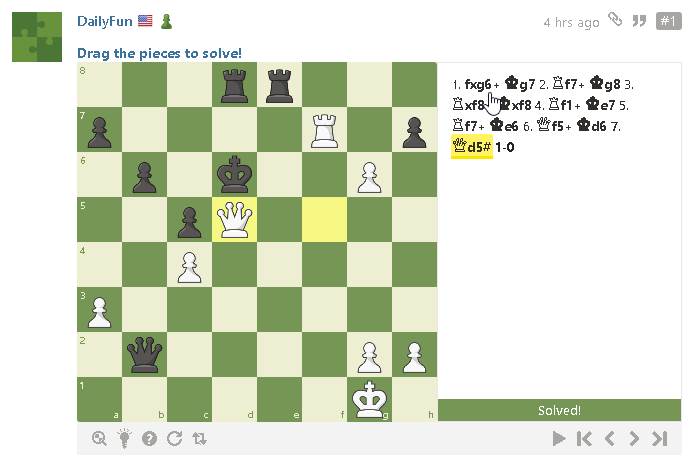 DailyFun
4 hrs ago
#1
Drag the pieces to solve!
8
7
6
5
4
3
2
1
a b c d e f g h
1. fxg6+ ♚g7 2. ♖f7+ ♚g8 3.
♖xf8 ♚xf8 4. ♖f1+ ♚e7 5.
♖f7+ ♚e6 6. ♕f5+ ♚d6 7.
♕d5# 1-0
Solved!